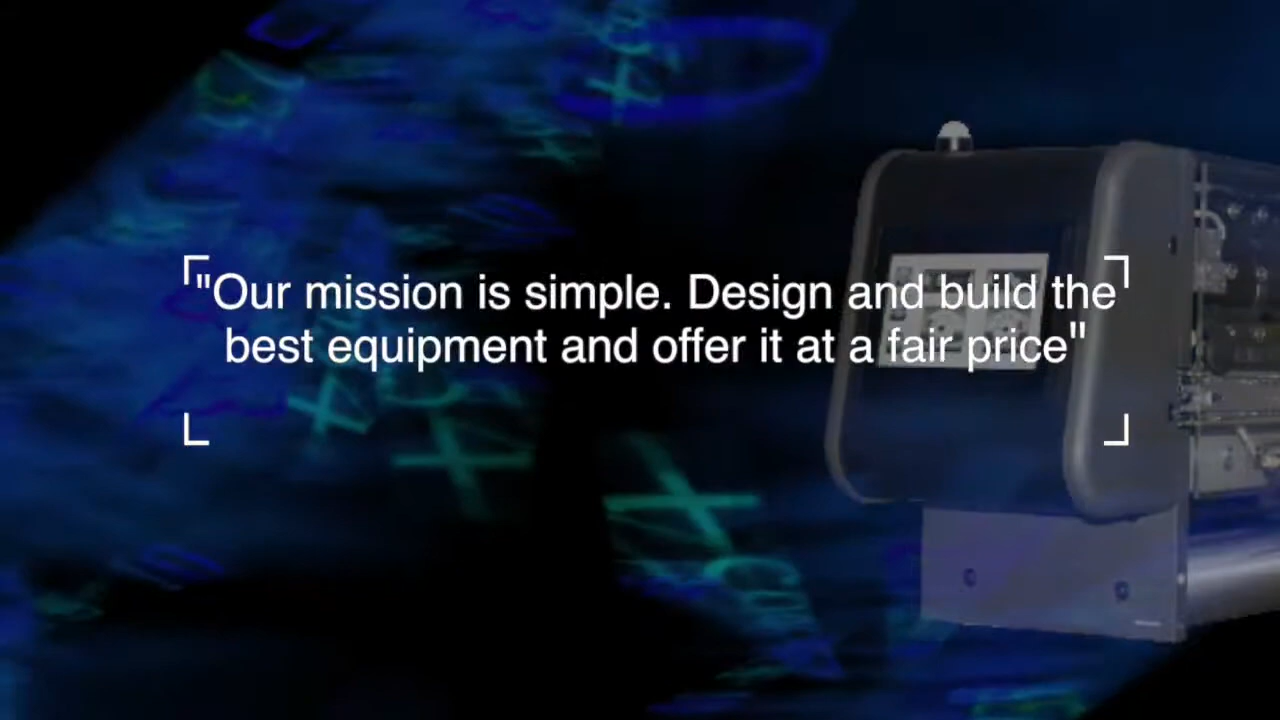 "Our mission is simple. Design and build the
best equipment and offer it at a fair price"